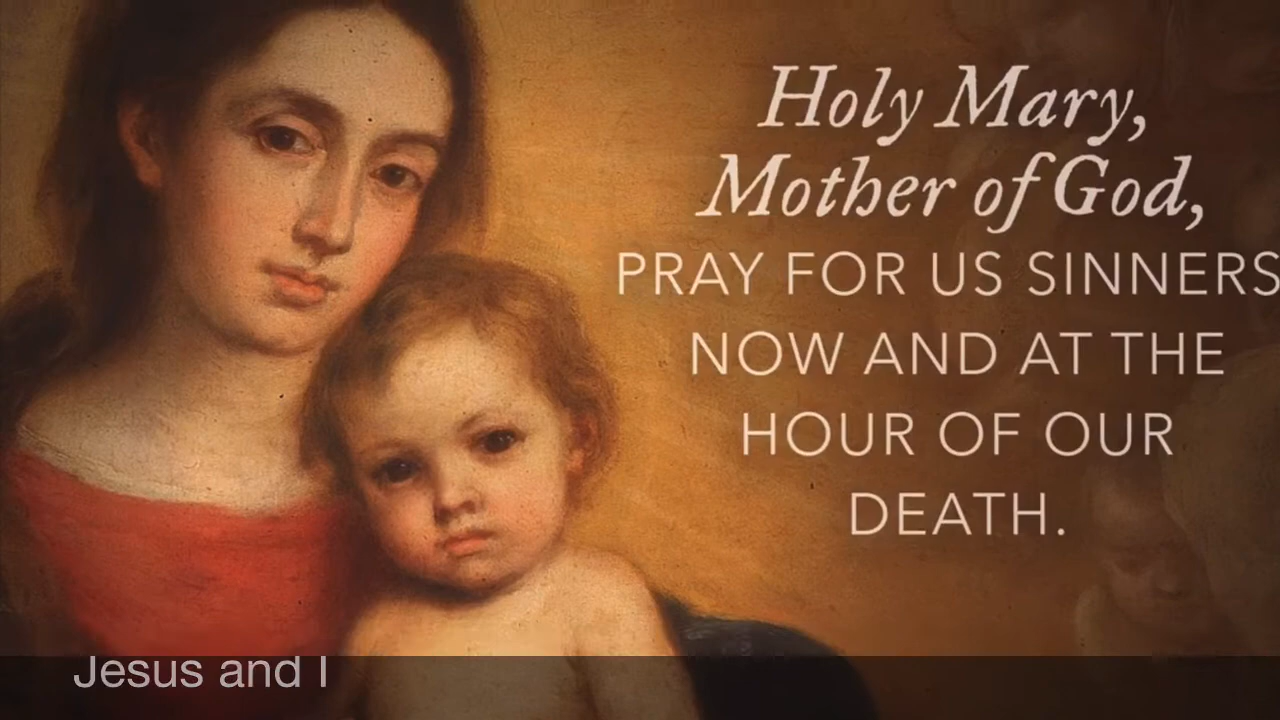 Holy Mary,
Mother of God,
PRAY FOR US SINNERS
NOW AND AT THE
HOUR OF OUR
DEATH.
Jesus and I